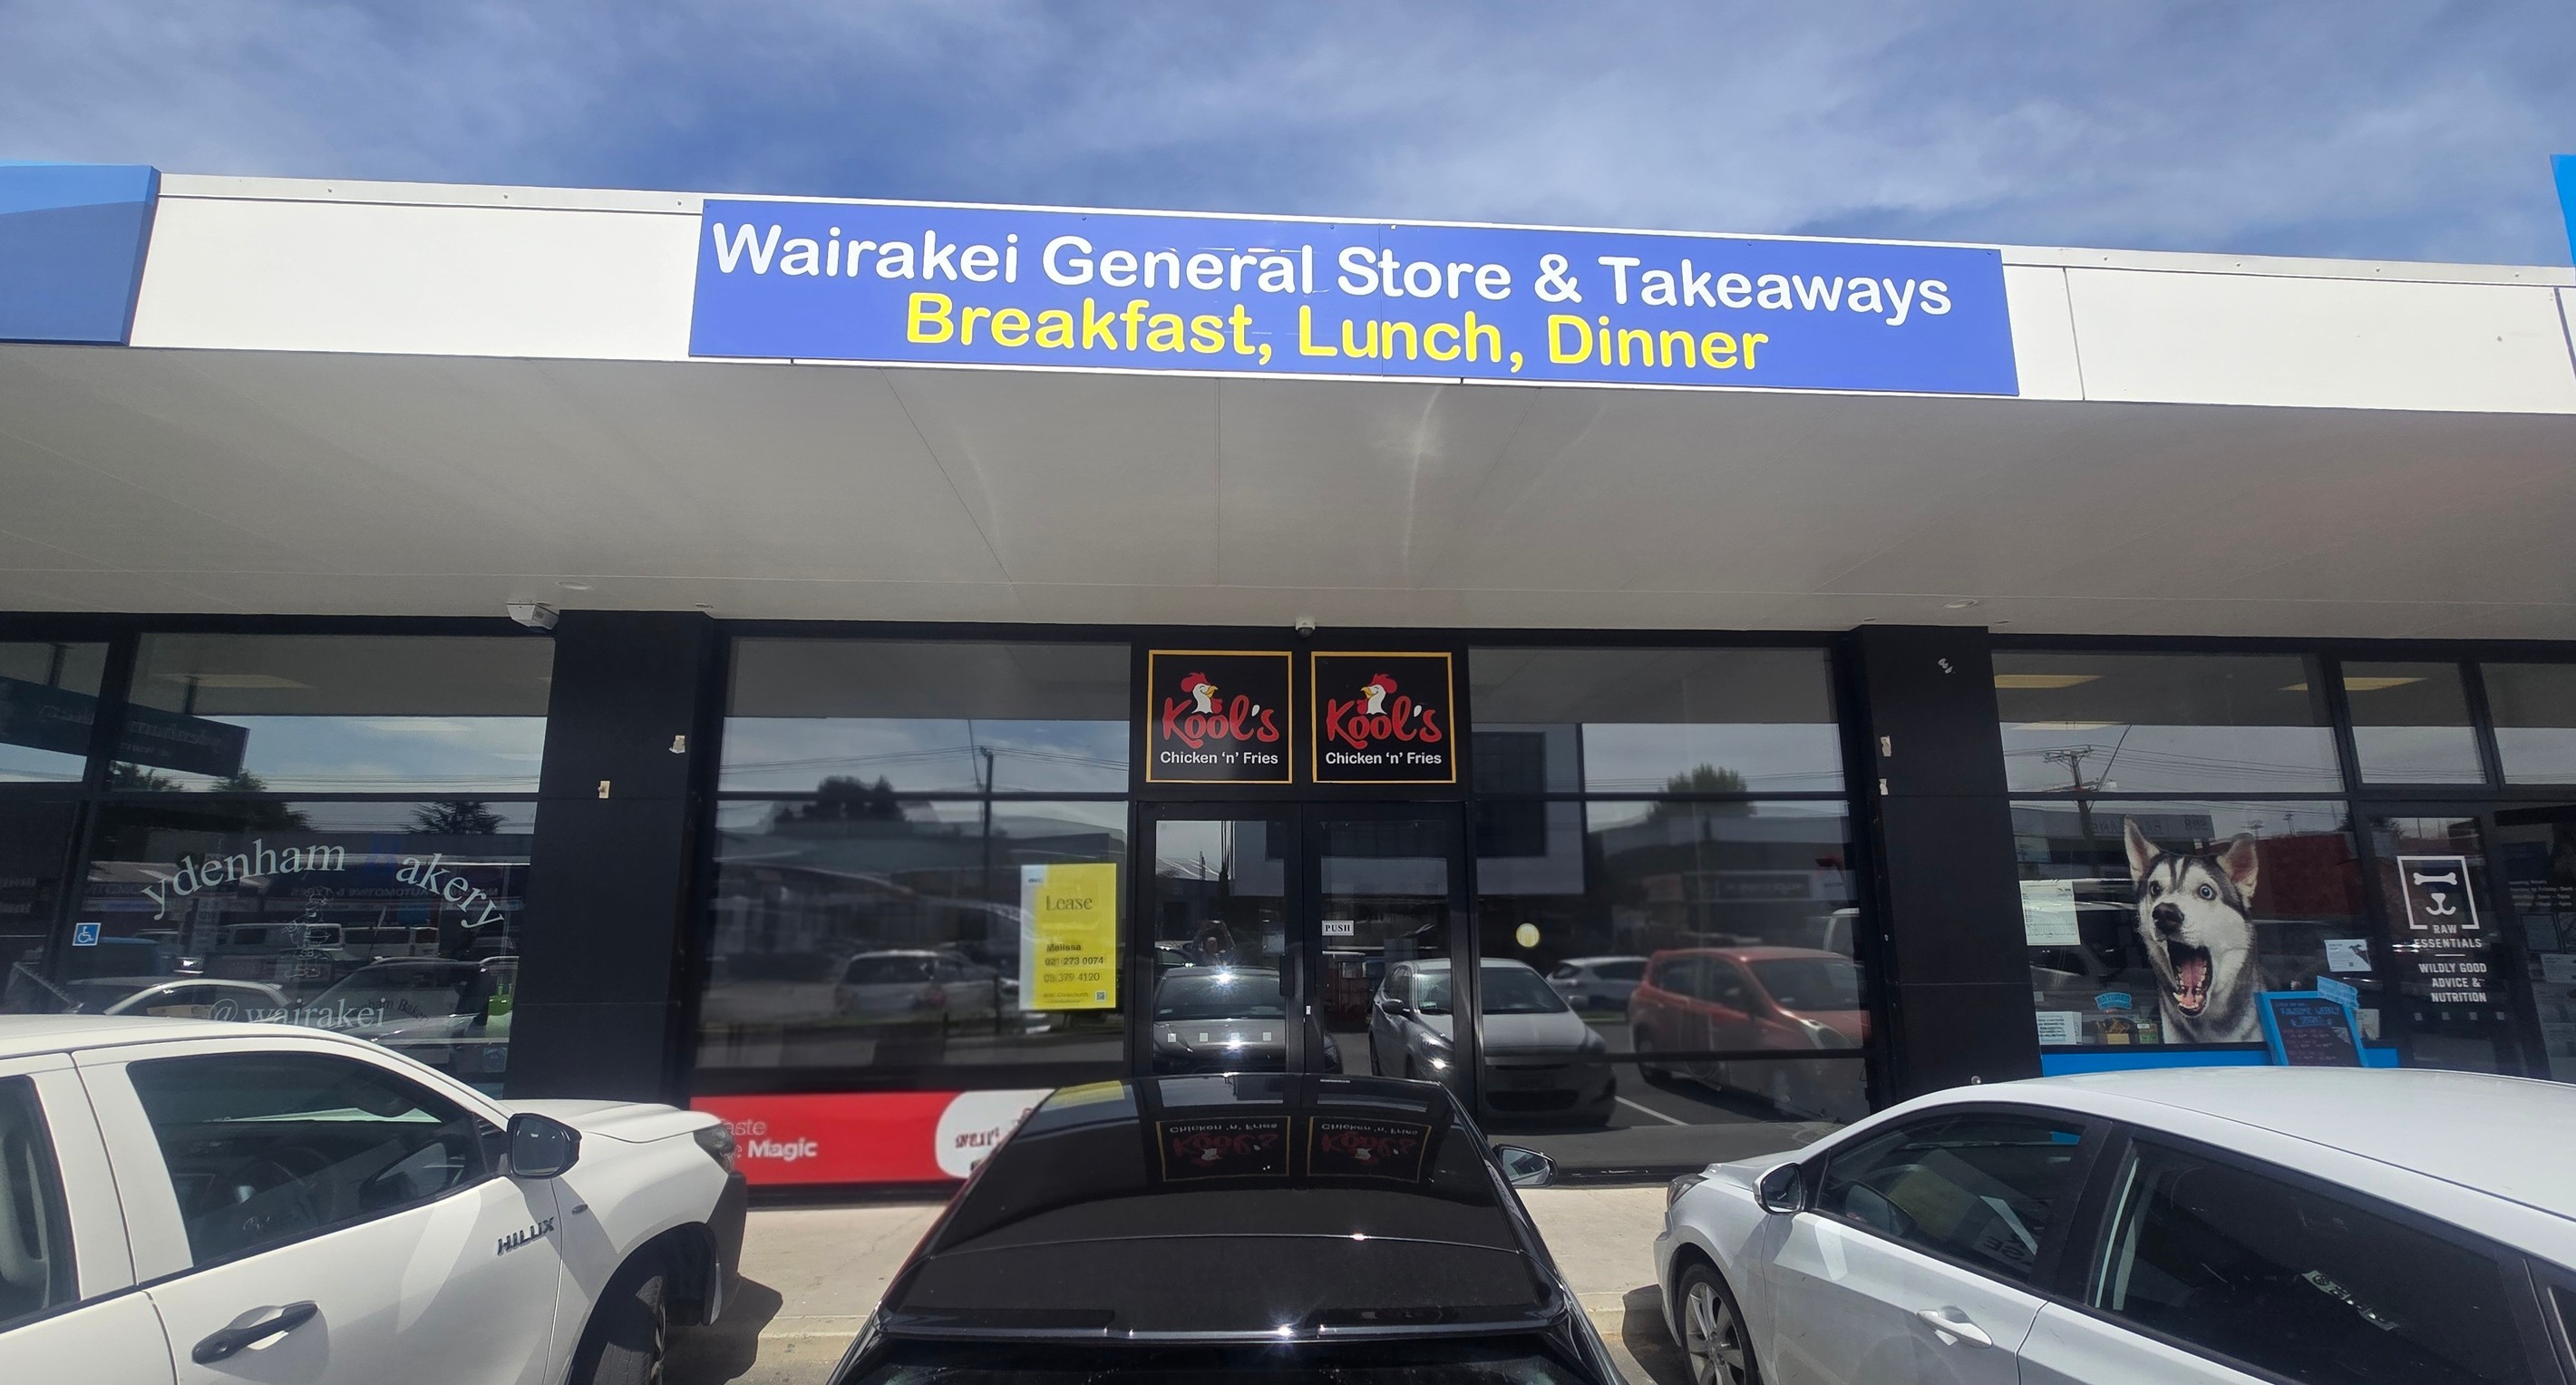 Wairakei General Store & Takeaways
Breakfast, Lunch, Dinner
Kool's
Chicken 'n' Fries
Kool's
Chicken 'n' Fries
ydenham Bakery
@wairakei
Lease
Melissa
021 273 0074
03 379 4120
PUSH
RAW
ESSENTIALS
WILDLY GOOD
ADVICE &
NUTRITION
Magic
HILUX